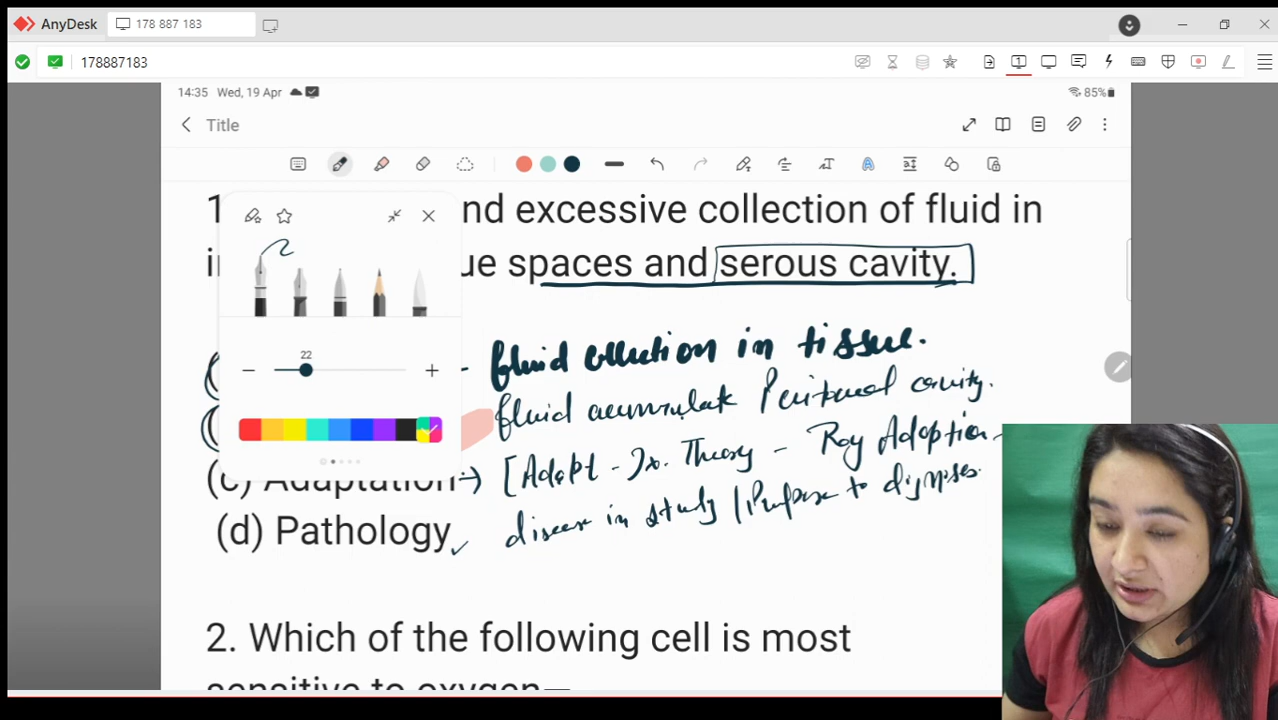 AnyDesk 178 887 183
178887183
14:35 Wed, 19 Apr 85%
Title
1 nd excessive collection of fluid in
in ue spaces and serous cavity.
22
- fluid collection in tissue.
fluid accumulate Peritoneal cavity.
(c) Adaptation → [Adapt - Theory - Roy Adaption -
disease in study / Purpose to
(d) Pathology ✓
2. Which of the following cell is most
sensitive to oxygen